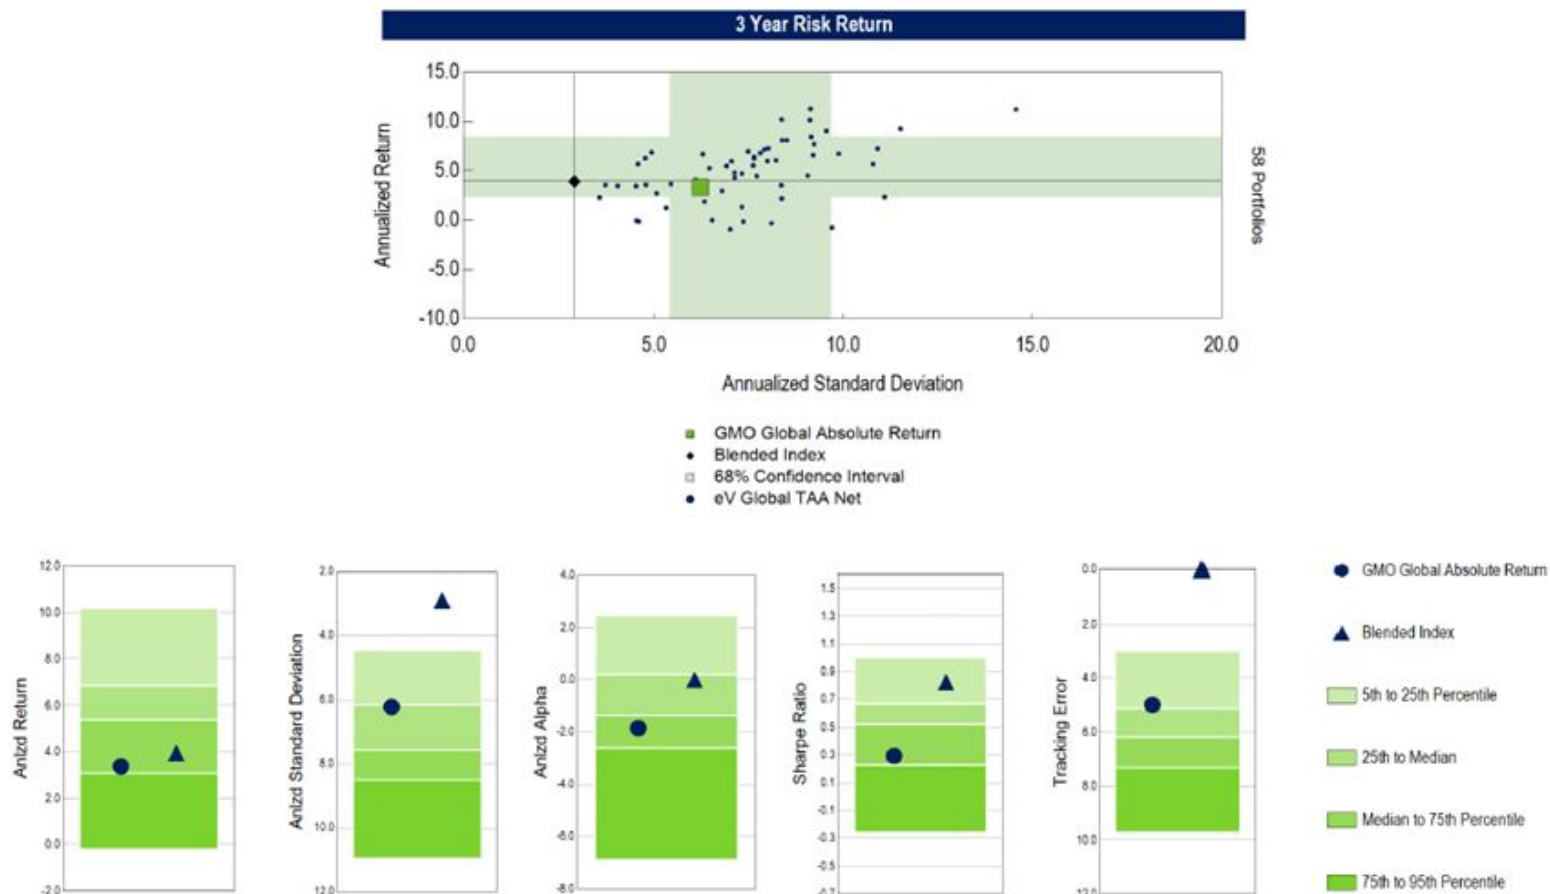 3 Year Risk Return
Annualized Return
15.0
10.0
5.0
0.0
-5.0
-10.0
0.0 5.0 10.0 15.0 20.0
Annualized Standard Deviation
58 Portfolios
GMO Global Absolute Return
Blended Index
68% Confidence Interval
eV Global TAA Net
Anlzd Return
12.0
10.0
8.0
6.0
4.0
2.0
0.0
-2.0
Anlzd Standard Deviation
2.0
4.0
6.0
8.0
10.0
12.0
Anlzd Alpha
4.0
2.0
0.0
-2.0
-4.0
-6.0
-8.0
Sharpe Ratio
1.5
1.3
1.1
0.9
0.7
0.5
0.3
0.1
-0.1
-0.3
-0.5
-0.7
Tracking Error
0.0
2.0
4.0
6.0
8.0
10.0
12.0
GMO Global Absolute Return
Blended Index
5th to 25th Percentile
25th to Median
Median to 75th Percentile
75th to 95th Percentile